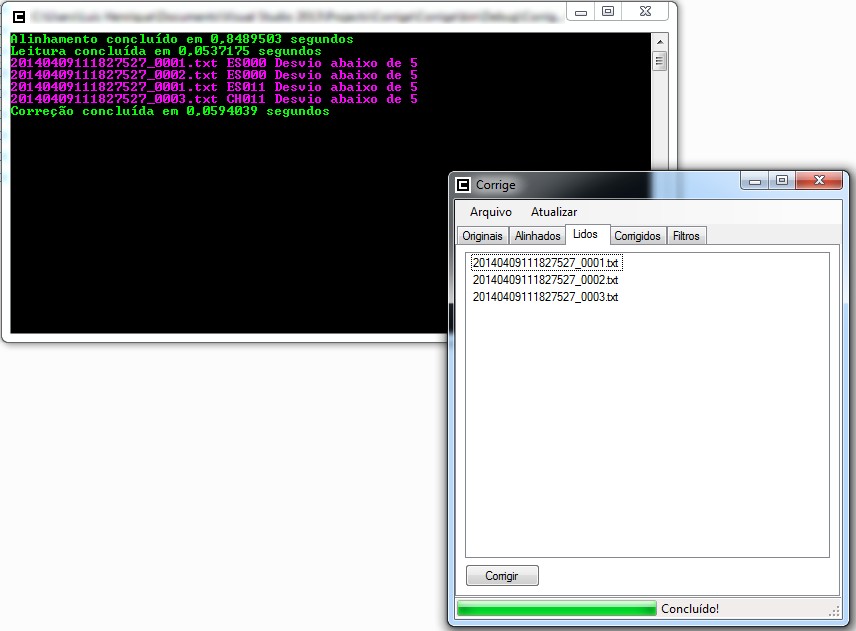 Alinhamento concluído em 0,8489503 segundos
Leitura concluída em 0,0537175 segundos
20140409111827527_0001.txt ES000 Desvio abaixo de 5
20140409111827527_0002.txt ES000 Desvio abaixo de 5
20140409111827527_0001.txt ES011 Desvio abaixo de 5
20140409111827527_0003.txt CH011 Desvio abaixo de 5
Correção concluída em 0,0594039 segundos
Corrige
Arquivo Atualizar
Originais Alinhados Lidos Corrigidos Filtros
20140409111827527_0001.txt
20140409111827527_0002.txt
20140409111827527_0003.txt
Corrigir
Concluído!